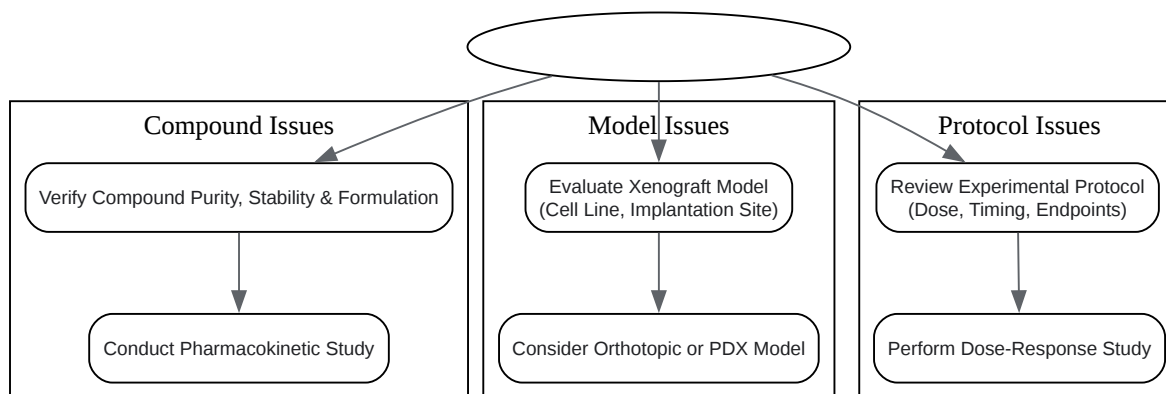 Compound Issues
Verify Compound Purity, Stability & Formulation
Conduct Pharmacokinetic Study
Model Issues
Evaluate Xenograft Model
(Cell Line, Implantation Site)
Consider Orthotopic or PDX Model
Protocol Issues
Review Experimental Protocol
(Dose, Timing, Endpoints)
Perform Dose-Response Study